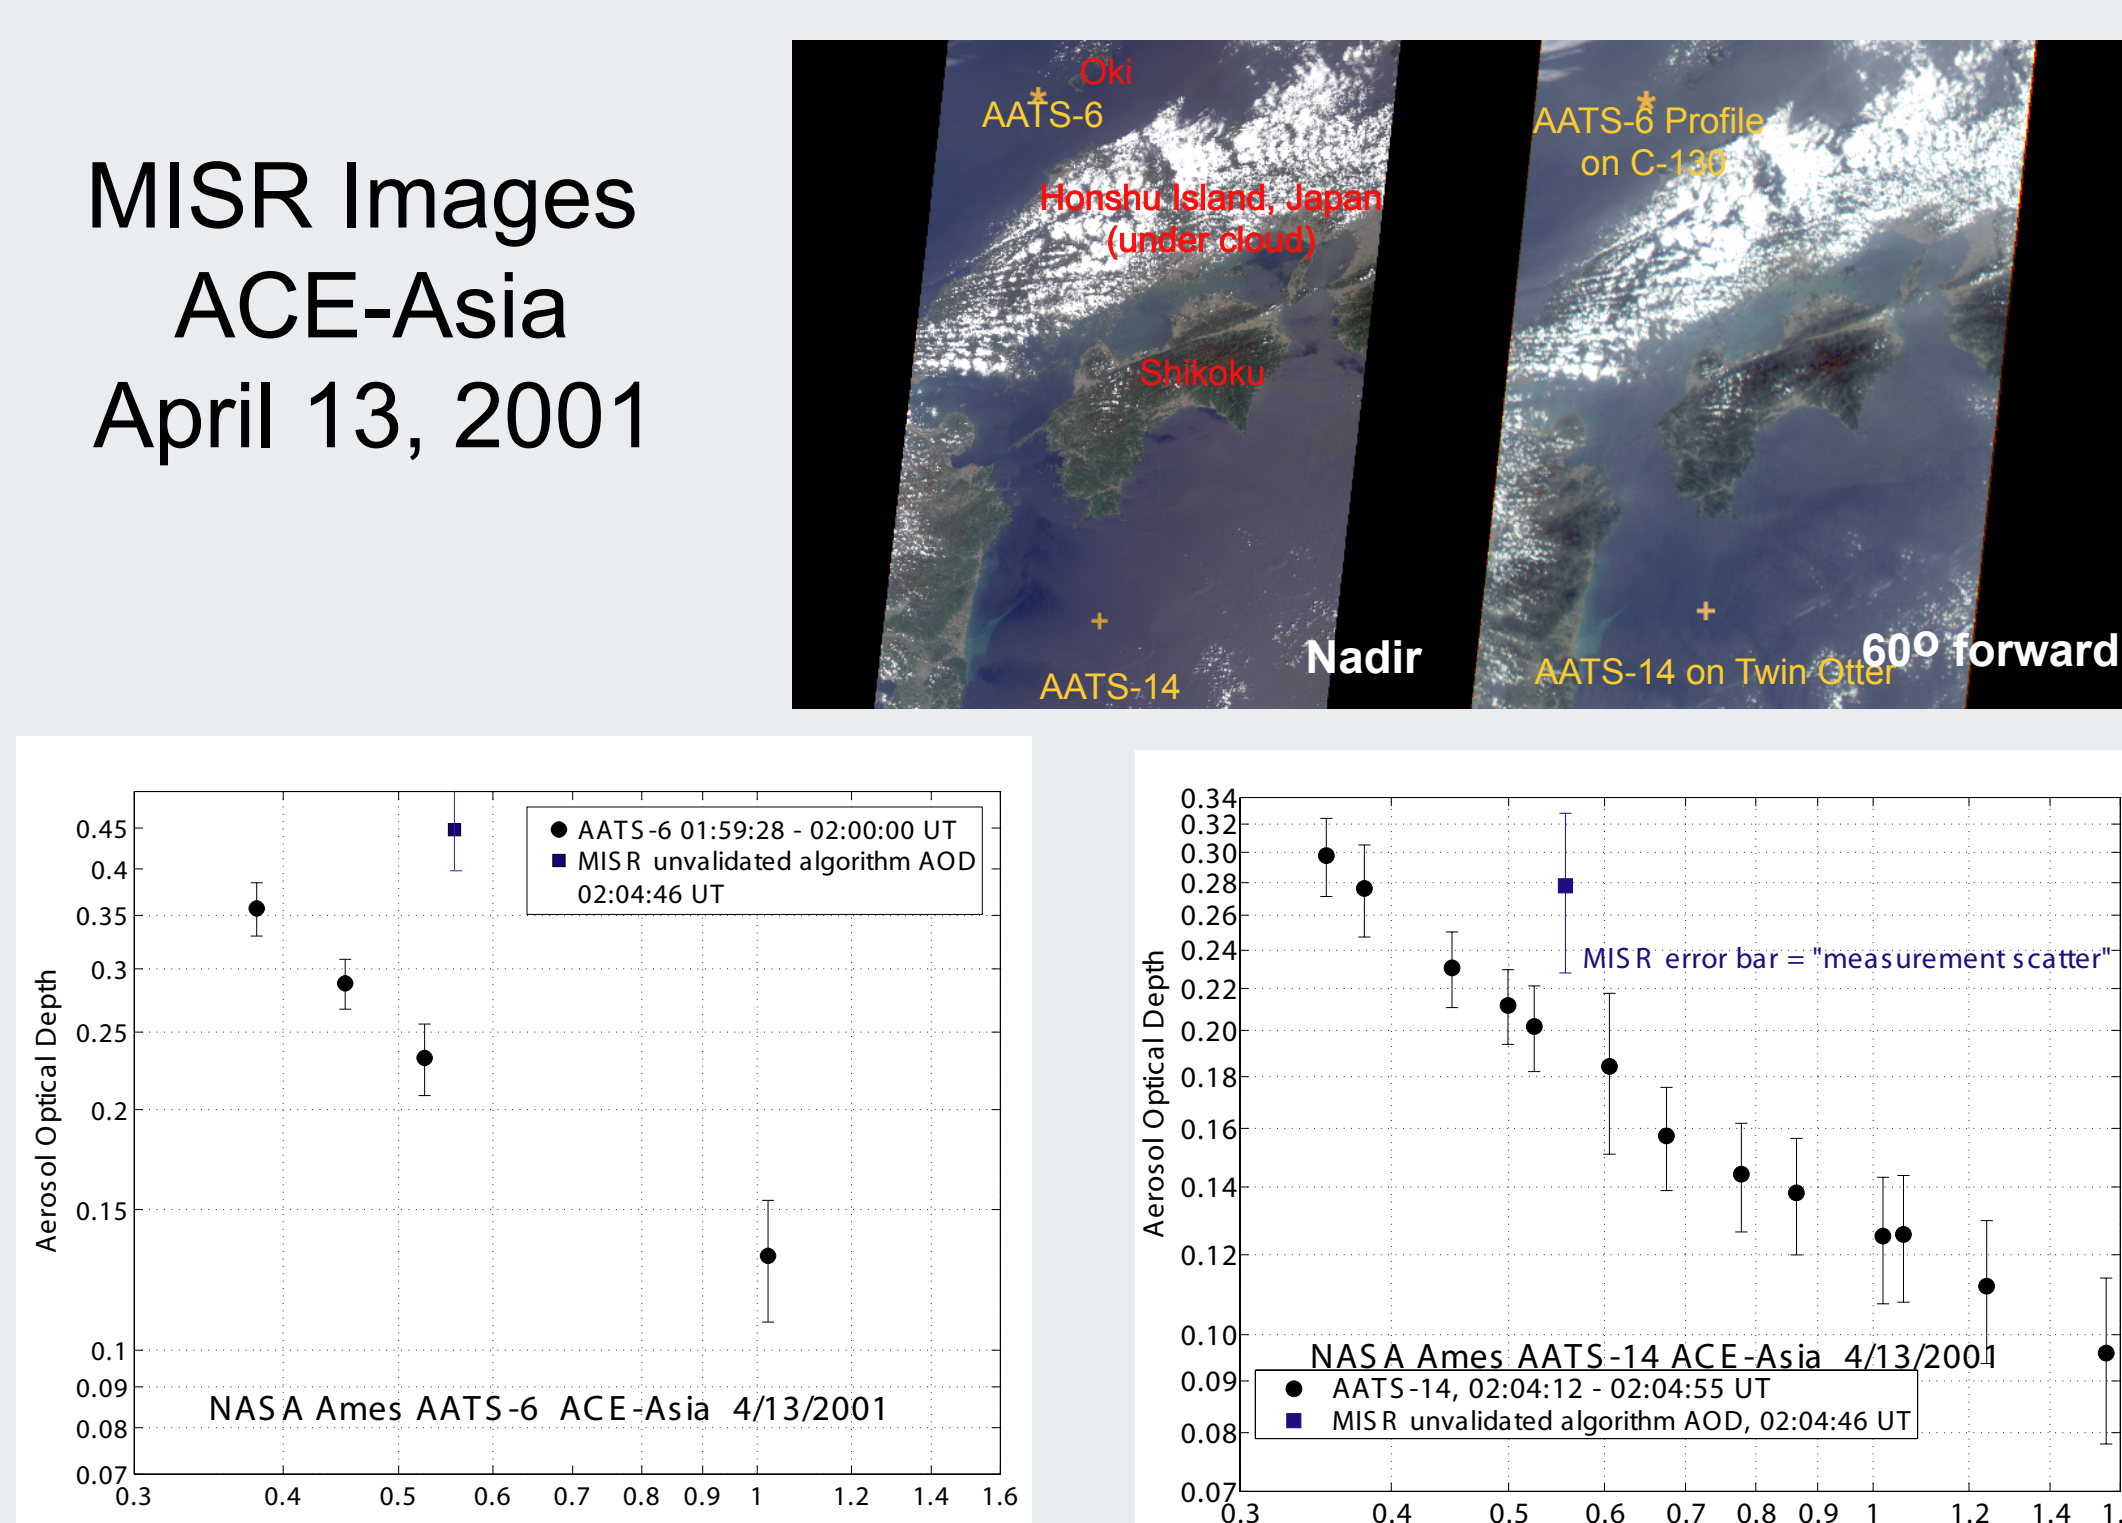 MISR Images
ACE-Asia
April 13, 2001
Oki
AATS-6
Honshu Island, Japan
(under cloud)
Shikoku
AATS-14
Nadir
AATS-6 Profile
on C-130
AATS-14 on Twin Otter
60º forward
0.45
0.4
0.35
0.3
0.25
0.2
0.15
0.1
0.09
0.08
0.07
Aerosol Optical Depth
AATS-6 01:59:28 - 02:00:00 UT
MISR unvalidated algorithm AOD
02:04:46 UT
NASA Ames AATS-6 ACE-Asia 4/13/2001
0.3 0.4 0.5 0.6 0.7 0.8 0.9 1 1.2 1.4 1.6
0.34
0.32
0.30
0.28
0.26
0.24
0.22
0.20
0.18
0.16
0.14
0.12
0.10
0.09
0.08
0.07
Aerosol Optical Depth
MISR error bar = "measurement scatter"
NASA Ames AATS-14 ACE-Asia 4/13/2001
AATS-14, 02:04:12 - 02:04:55 UT
MISR unvalidated algorithm AOD, 02:04:46 UT
0.3 0.4 0.5 0.6 0.7 0.8 0.9 1 1.2 1.4